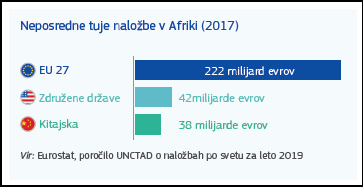 Neposredne tuje naložbe v Afriki (2017)
EU 27 222 milijard evrov
Združene države 42milijarde evrov
Kitajska 38 milijarde evrov
Vir: Eurostat, poročilo UNCTAD o naložbah po svetu za leto 2019